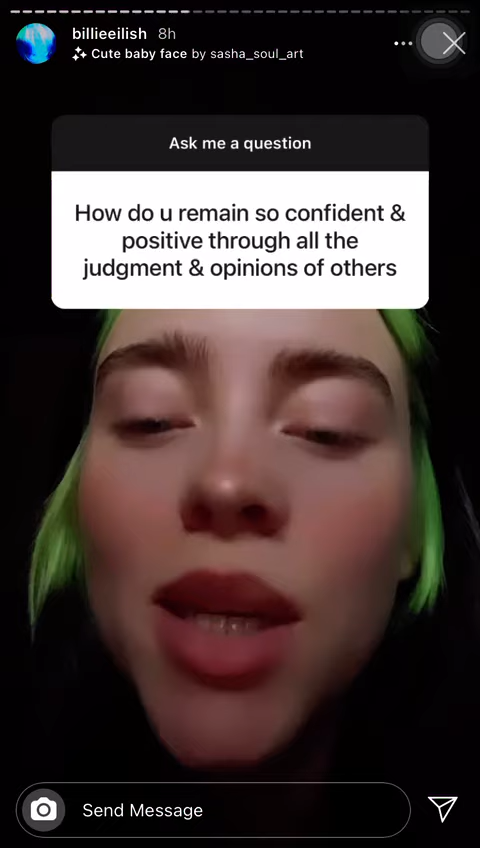 billieeilish 8h
Cute baby face by sasha_soul_art
Ask me a question
How do u remain so confident &
positive through all the
judgment & opinions of others
Send Message